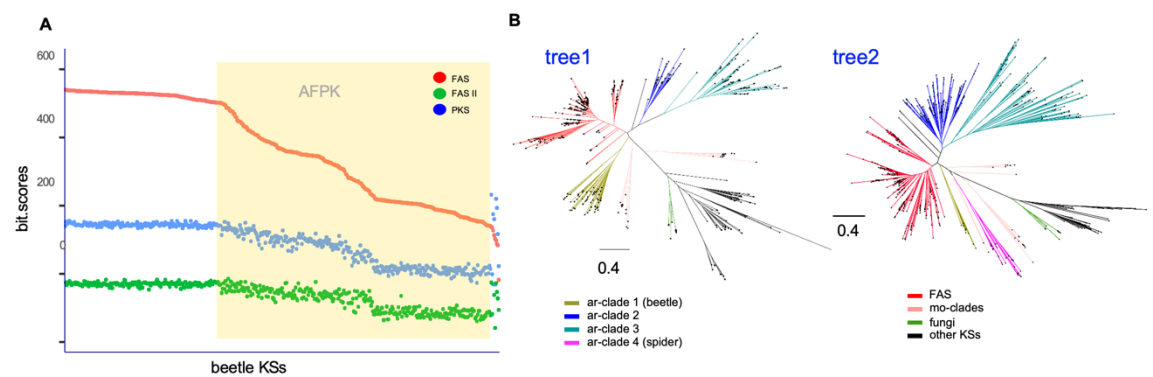 A
600
400
200
0
bit.scores
beetle KSs
AFPK
FAS
FAS II
PKS
B
tree1
0.4
ar-clade 1 (beetle)
ar-clade 2
ar-clade 3
ar-clade 4 (spider)
tree2
0.4
FAS
mo-clades
fungi
other KSs